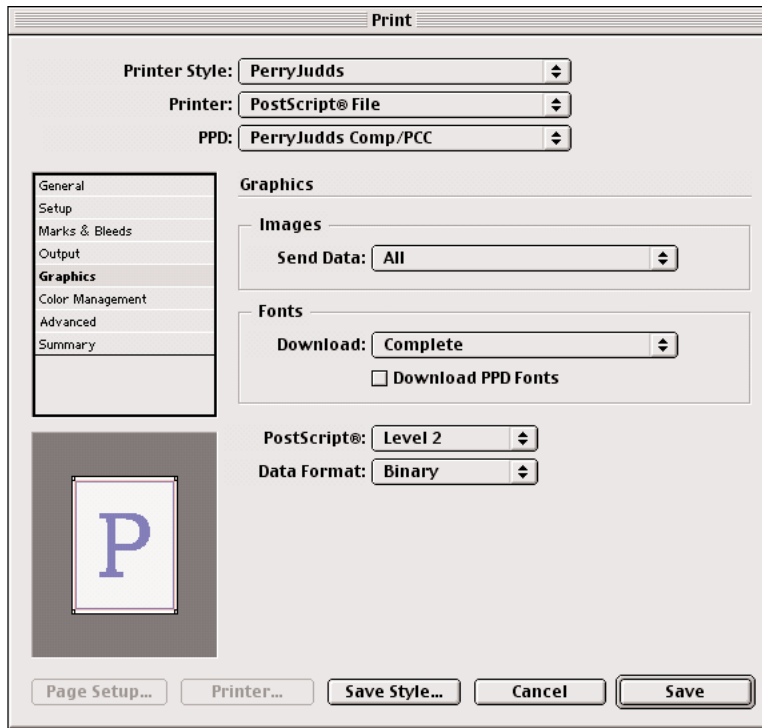 Print
Printer Style: PerryJudds
Printer: PostScript® File
PPD: PerryJudds Comp/PCC
General
Setup
Marks & Bleeds
Output
Graphics
Color Management
Advanced
Summary
Graphics
Images
Send Data: All
Fonts
Download: Complete
Download PPD Fonts
PostScript®: Level 2
Data Format: Binary
P
Page Setup...
Printer...
Save Style...
Cancel
Save